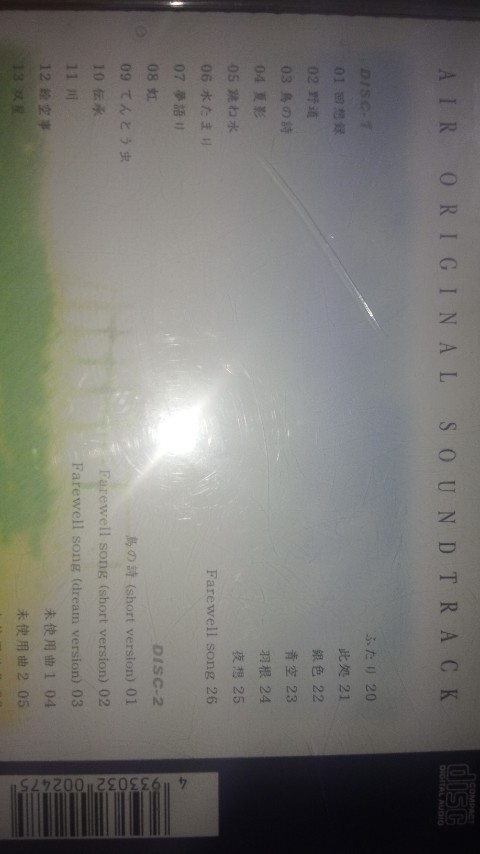 AIR ORIGINAL SOUNDTRACK
DISC-1
01 回想録
02 野道
03 鳥の詩
04 夏影
05 跳ね水
06 水たまり
07 夢語り
08 虹
09 てんとう虫
10 伝承
11 川
12 絵空事
13 双星
ふたり 20
此処 21
銀色 22
青空 23
羽根 24
夜想 25
Farewell song 26
DISC-2
鳥の詩 (short version) 01
Farewell song (short version) 02
Farewell song (dream version) 03
未使用曲 1 04
未使用曲 2 05
COMPACT
disc
DIGITAL AUDIO
4 933032 002475